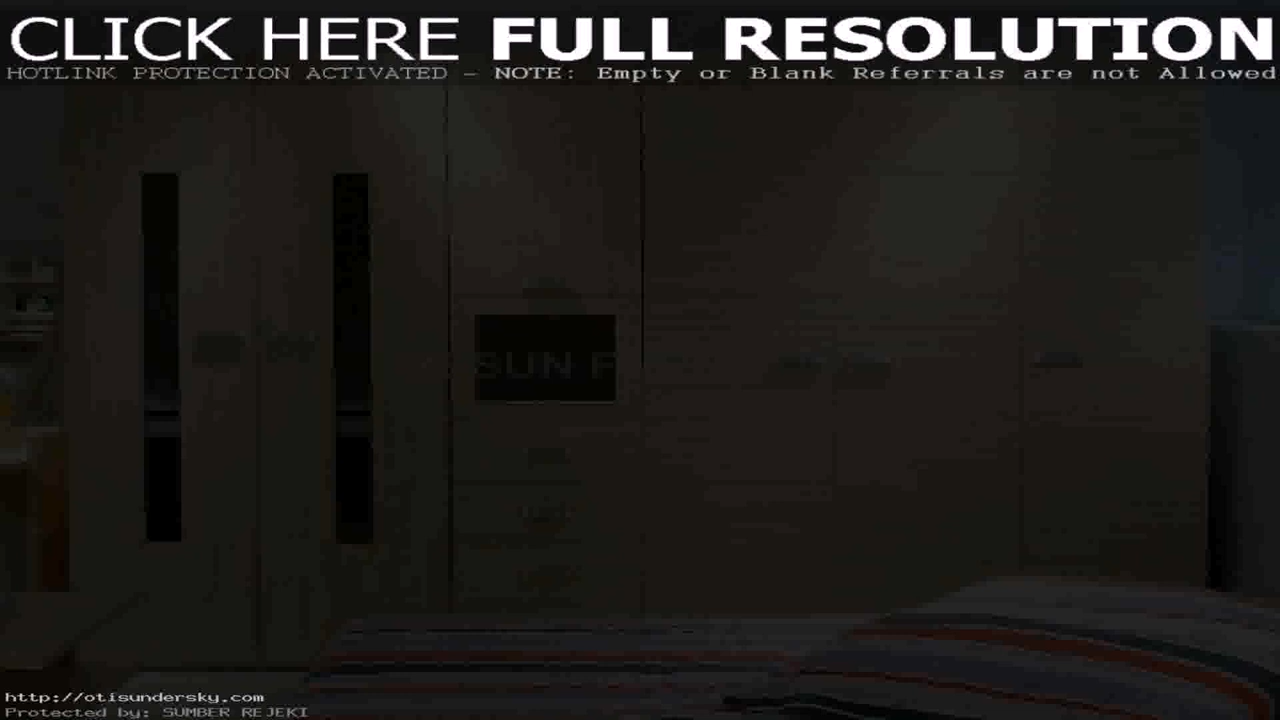 CLICK HERE FULL RESOLUTION
HOTLINK PROTECTION ACTIVATED - NOTE: Empty or Blank Referrals are not Allowed
SUN F
http://otisundersky.com
Protected by: SUMBER REJEKI